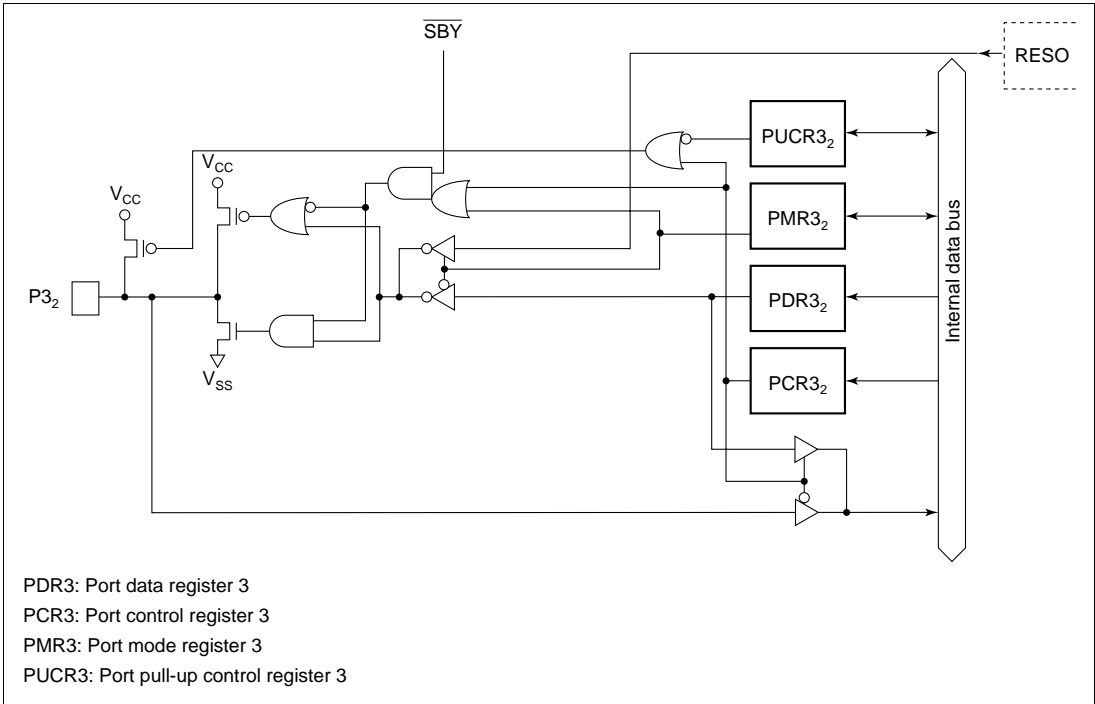 SBY
RESO
PUCR3₂
V_CC
V_CC
PMR3₂
P3₂
PDR3₂
Internal data bus
V_SS
PCR3₂
PDR3: Port data register 3
PCR3: Port control register 3
PMR3: Port mode register 3
PUCR3: Port pull-up control register 3